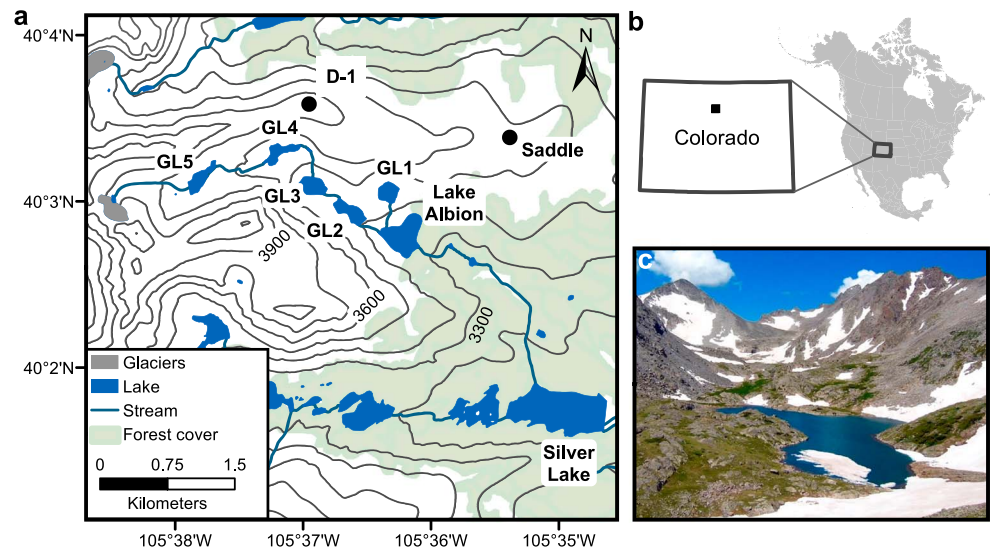 a
40°4'N
40°3'N
40°2'N
N
D-1
GL4
Saddle
GL5
GL1
GL3
Lake
Albion
GL2
3900
3600
3300
Glaciers
Lake
Stream
Forest cover
0 0.75 1.5
Kilometers
Silver
Lake
105°38'W 105°37'W 105°36'W 105°35'W
b
Colorado
c